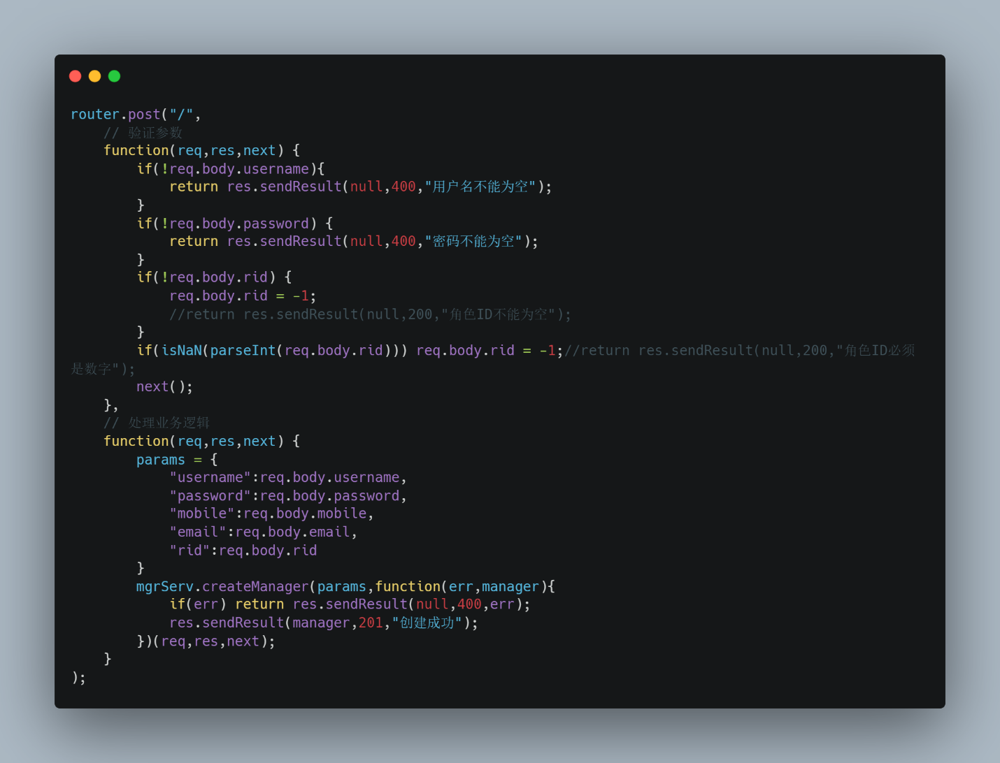 router.post("/",
    // 验证参数
    function(req,res,next) {
        if(!req.body.username){
            return res.sendResult(null,400,"用户名不能为空");
        }
        if(!req.body.password) {
            return res.sendResult(null,400,"密码不能为空");
        }
        if(!req.body.rid) {
            req.body.rid = -1;
            //return res.sendResult(null,200,"角色ID不能为空");
        }
        if(isNaN(parseInt(req.body.rid))) req.body.rid = -1;//return res.sendResult(null,200,"角色ID必须
是数字");
        next();
    },
    // 处理业务逻辑
    function(req,res,next) {
        params = {
            "username":req.body.username,
            "password":req.body.password,
            "mobile":req.body.mobile,
            "email":req.body.email,
            "rid":req.body.rid
        }
        mgrServ.createManager(params,function(err,manager){
            if(err) return res.sendResult(null,400,err);
            res.sendResult(manager,201,"创建成功");
        })(req,res,next);
    }
);